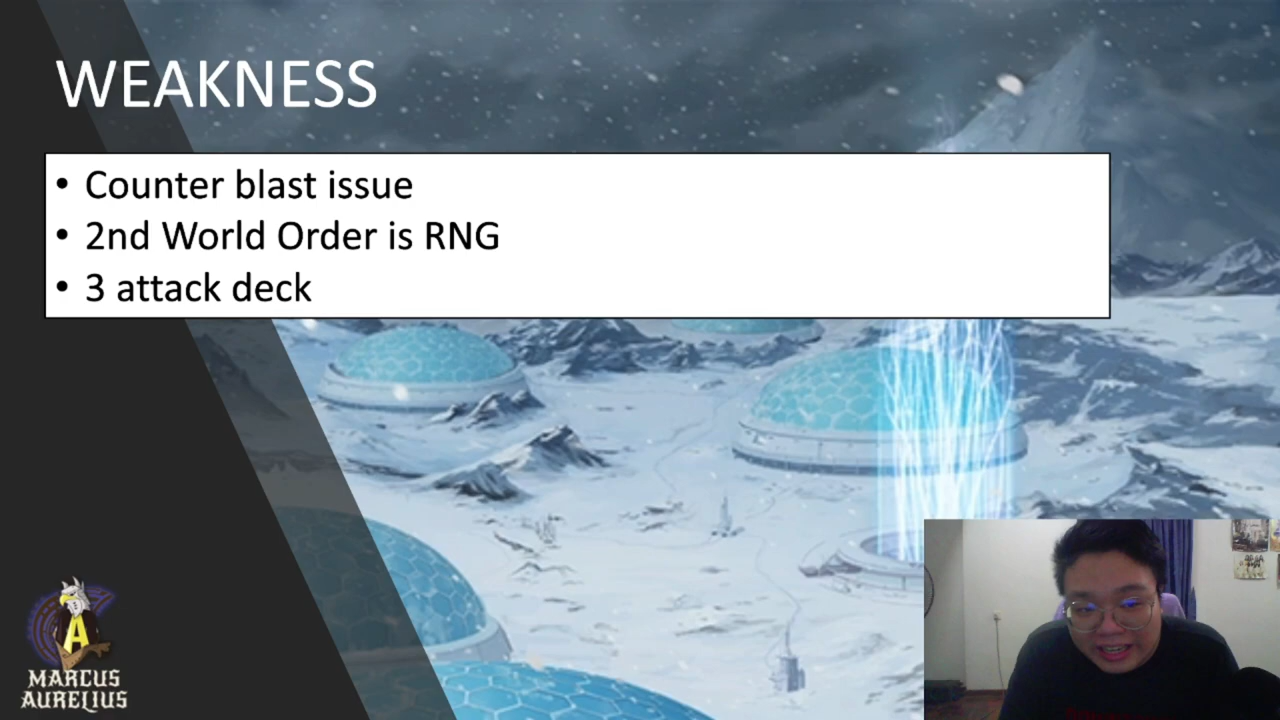 WEAKNESS
• Counter blast issue
• 2nd World Order is RNG
• 3 attack deck
A
MARCUS
AURELIUS